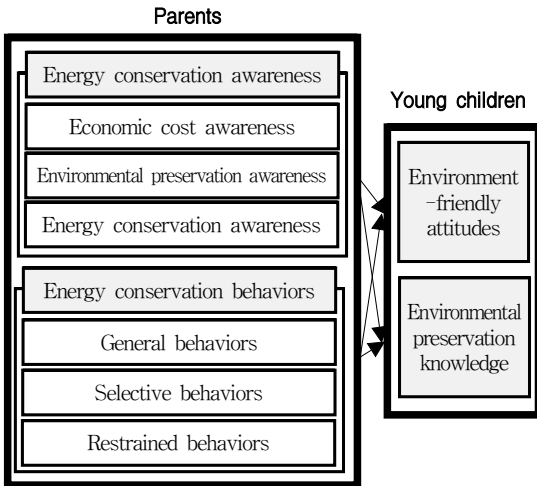 Parents
Energy conservation awareness
Economic cost awareness
Environmental preservation awareness
Energy conservation awareness
Energy conservation behaviors
General behaviors
Selective behaviors
Restrained behaviors
Young children
Environment
-friendly
attitudes
Environmental
preservation
knowledge